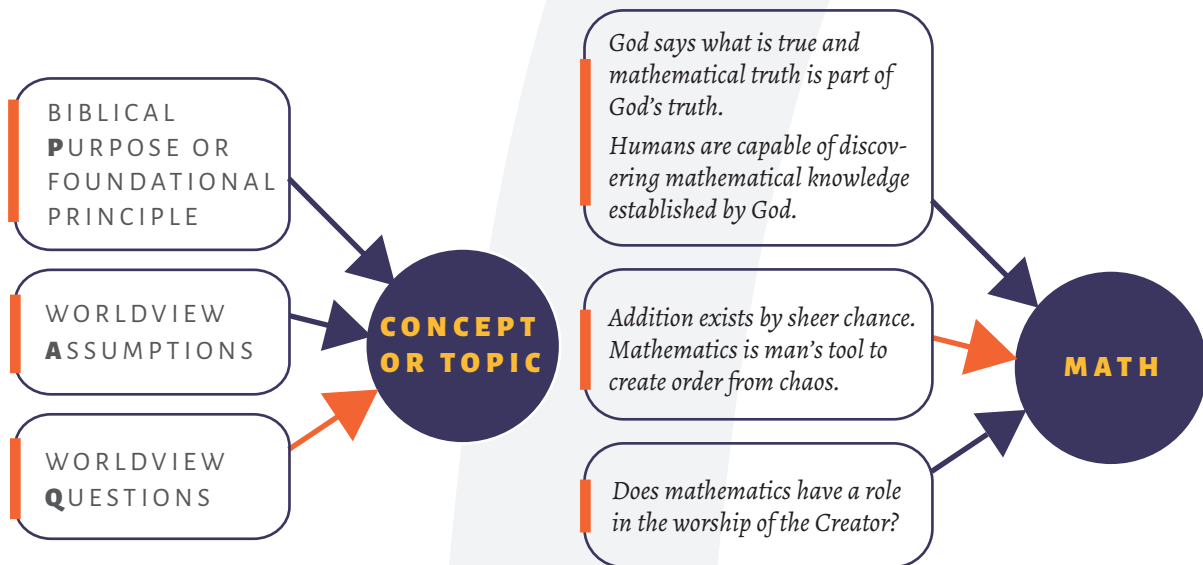 BIBLICAL
PURPOSE OR
FOUNDATIONAL
PRINCIPLE
WORLDVIEW
ASSUMPTIONS
WORLDVIEW
QUESTIONS
CONCEPT
OR TOPIC
God says what is true and
mathematical truth is part of
God’s truth.
Humans are capable of discov-
ering mathematical knowledge
established by God.
Addition exists by sheer chance.
Mathematics is man’s tool to
create order from chaos.
Does mathematics have a role
in the worship of the Creator?
MATH